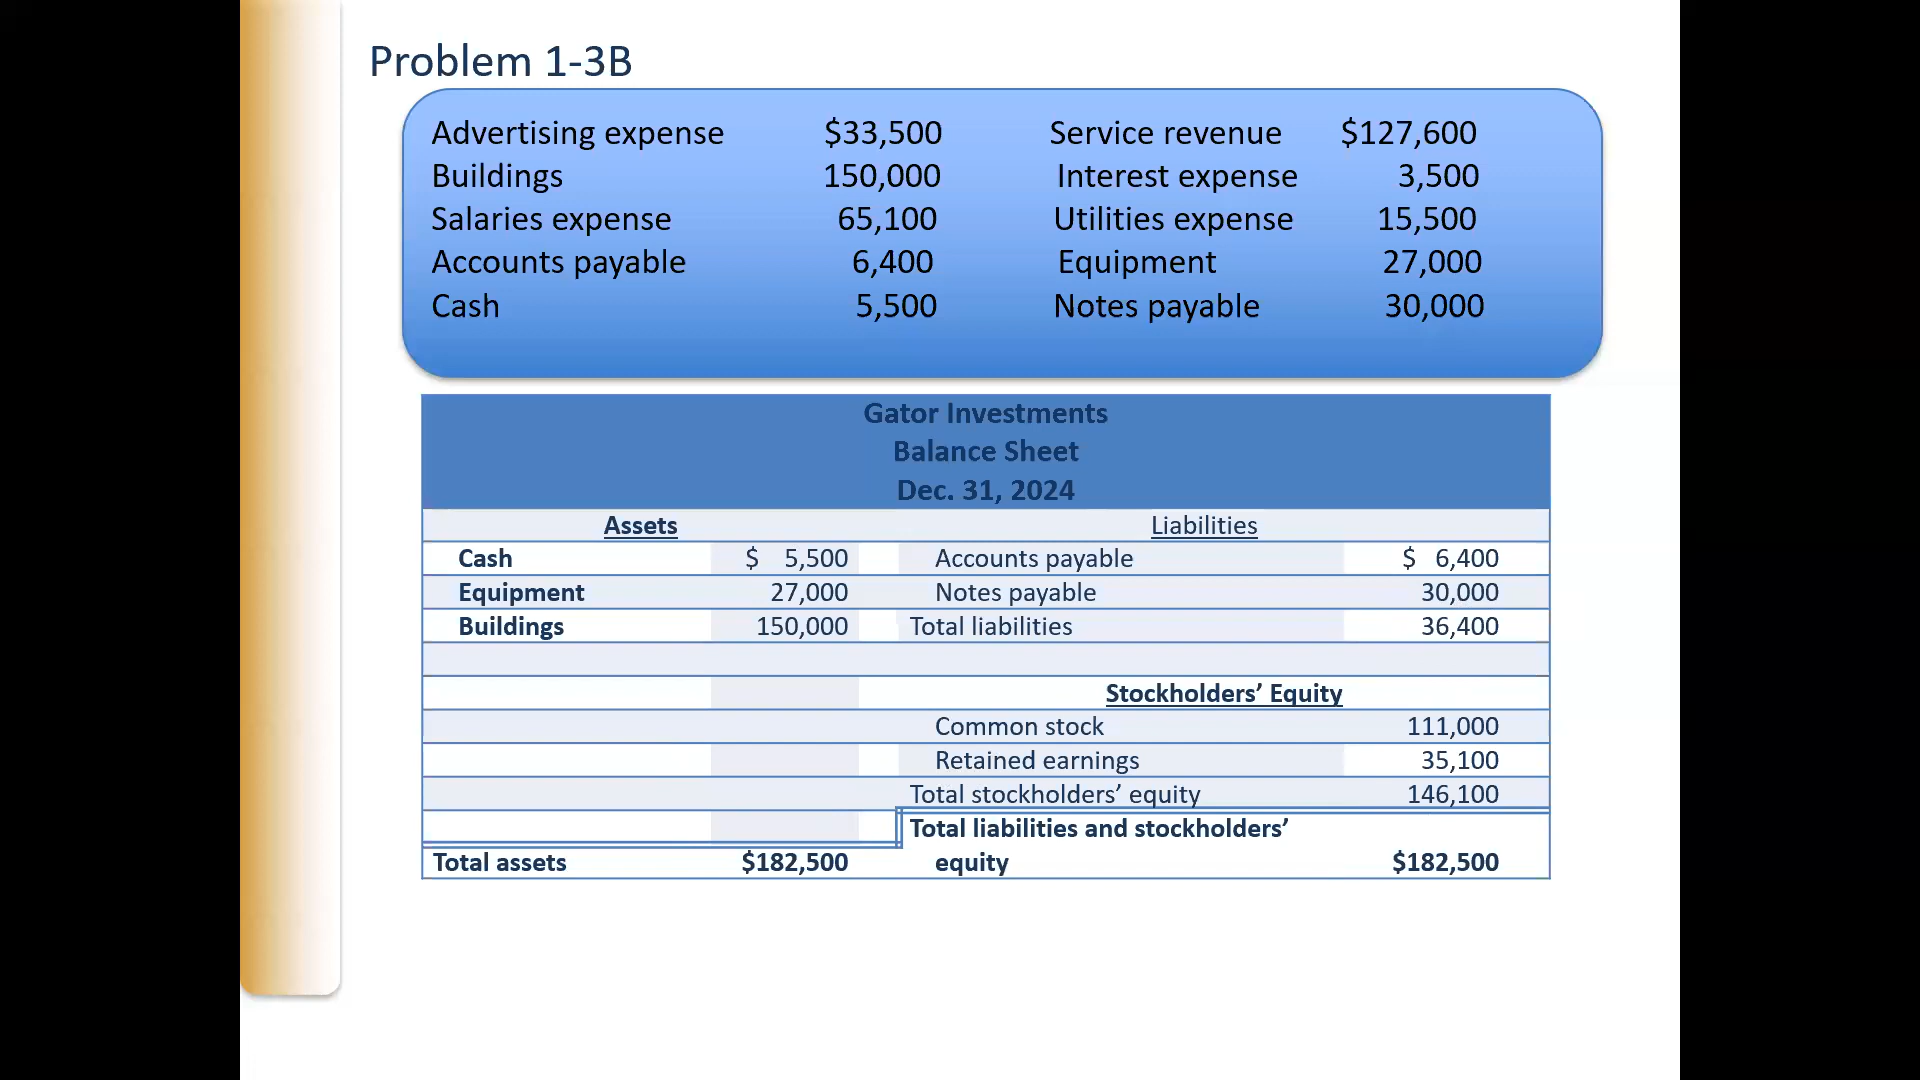 Problem 1-3B
Advertising expense $33,500 Service revenue $127,600
Buildings 150,000 Interest expense 3,500
Salaries expense 65,100 Utilities expense 15,500
Accounts payable 6,400 Equipment 27,000
Cash 5,500 Notes payable 30,000
Gator Investments
Balance Sheet
Dec. 31, 2024
Assets Liabilities
Cash $ 5,500 Accounts payable $ 6,400
Equipment 27,000 Notes payable 30,000
Buildings 150,000 Total liabilities 36,400
Stockholders’ Equity
Common stock 111,000
Retained earnings 35,100
Total stockholders’ equity 146,100
Total liabilities and stockholders’
Total assets $182,500 equity $182,500